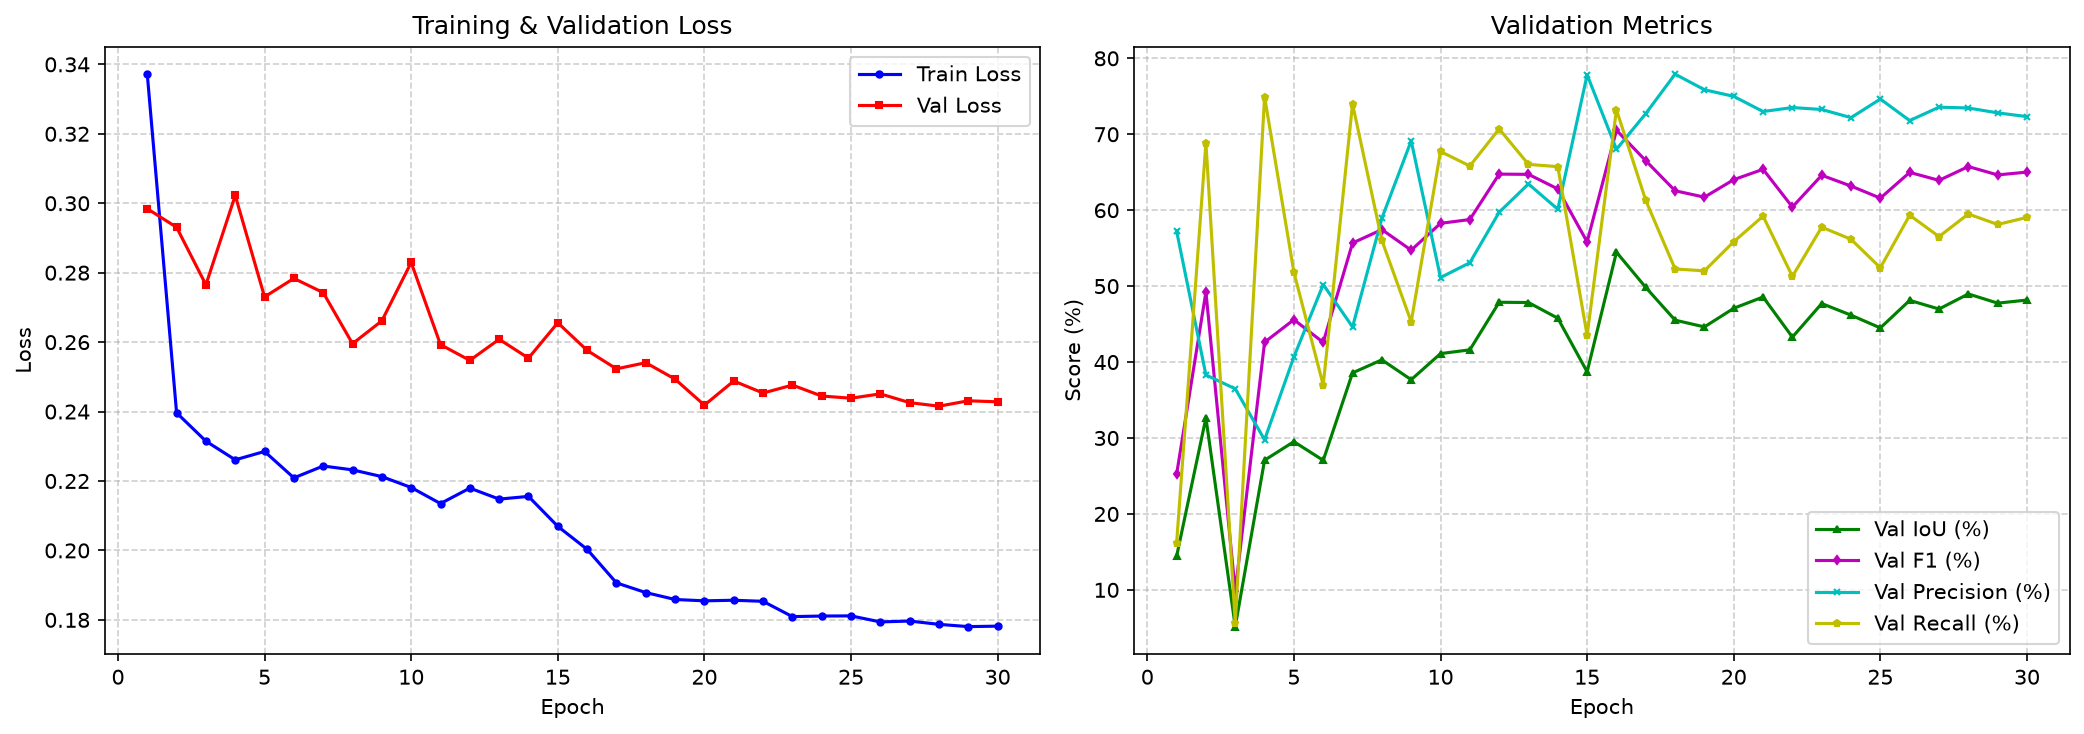 Training & Validation Loss
0.34
0.32
0.30
0.28
0.26
0.24
0.22
0.20
0.18
Loss
Train Loss
Val Loss
0
5
10
15
20
25
30
Epoch
Validation Metrics
80
70
60
50
40
30
20
10
Score (%)
Val IoU (%)
Val F1 (%)
Val Precision (%)
Val Recall (%)
0
5
10
15
20
25
30
Epoch